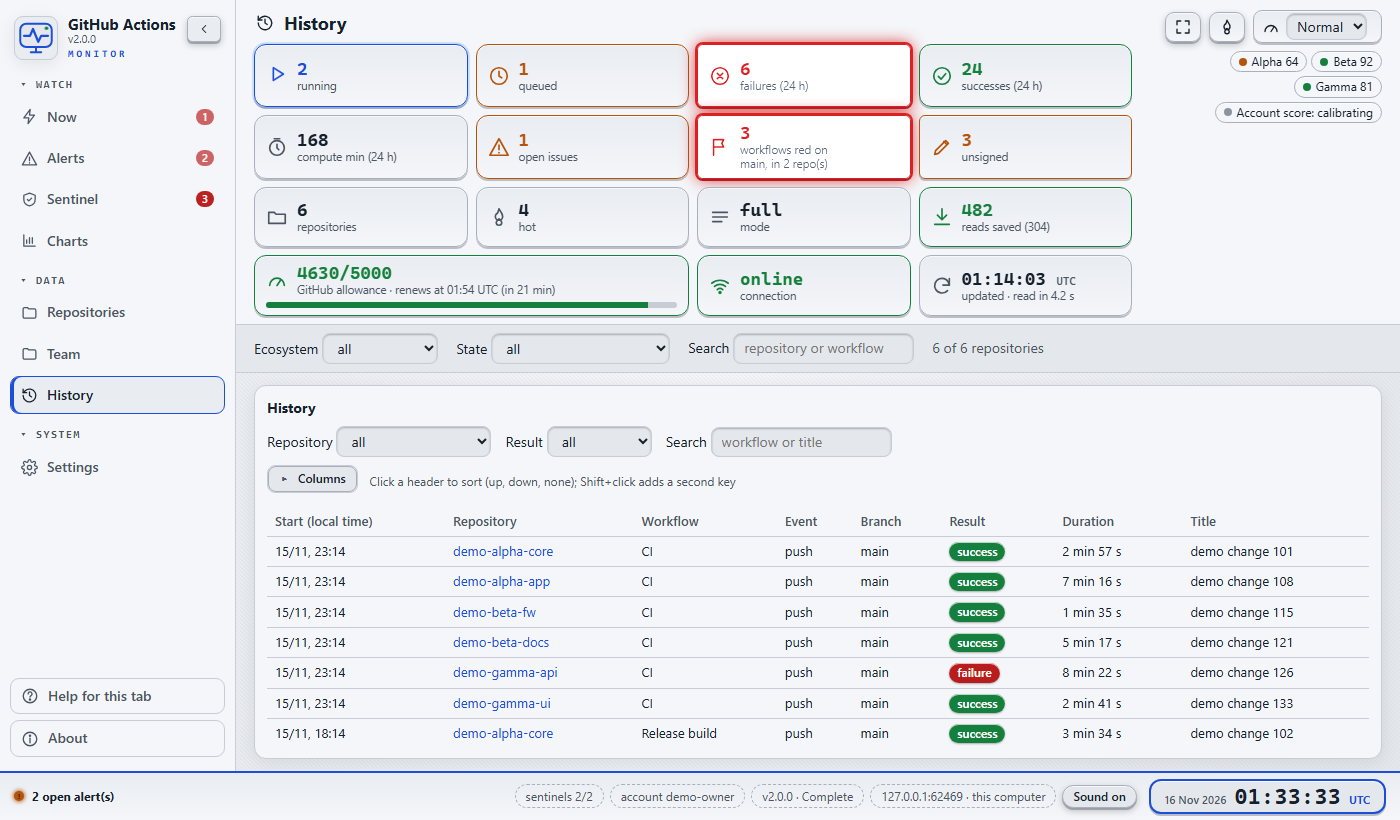 GitHub Actions
v2.0.0
MONITOR
WATCH
Now 1
Alerts 2
Sentinel 3
Charts
DATA
Repositories
Team
History
SYSTEM
Settings
Help for this tab
About
History
Normal
Alpha 64 Beta 92
Gamma 81
Account score: calibrating
2
running
1
queued
6
failures (24 h)
24
successes (24 h)
168
compute min (24 h)
1
open issues
3
workflows red on
main, in 2 repo(s)
3
unsigned
6
repositories
4
hot
full
mode
482
reads saved (304)
4630/5000
GitHub allowance · renews at 01:54 UTC (in 21 min)
online
connection
01:14:03 UTC
updated · read in 4.2 s
Ecosystem all State all Search repository or workflow 6 of 6 repositories
History
Repository all Result all Search workflow or title
Columns Click a header to sort (up, down, none); Shift+click adds a second key
Start (local time) Repository Workflow Event Branch Result Duration Title
15/11, 23:14 demo-alpha-core CI push main success 2 min 57 s demo change 101
15/11, 23:14 demo-alpha-app CI push main success 7 min 16 s demo change 108
15/11, 23:14 demo-beta-fw CI push main success 1 min 35 s demo change 115
15/11, 23:14 demo-beta-docs CI push main success 5 min 17 s demo change 121
15/11, 23:14 demo-gamma-api CI push main failure 8 min 22 s demo change 126
15/11, 23:14 demo-gamma-ui CI push main success 2 min 41 s demo change 133
15/11, 18:14 demo-alpha-core Release build push main success 3 min 34 s demo change 102
2 open alert(s)
sentinels 2/2
account demo-owner
v2.0.0 · Complete
127.0.0.1:62469 · this computer
Sound on
16 Nov 2026 01:33:33 UTC